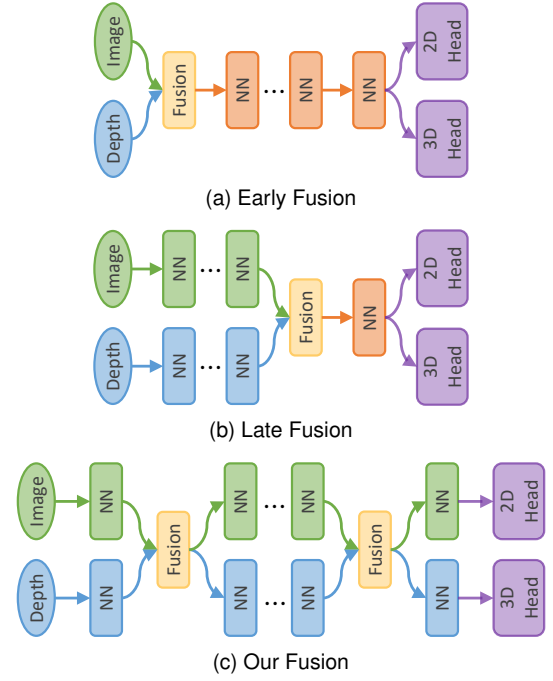 Image
Depth
Fusion
NN
...
NN
NN
2D
Head
3D
Head
(a) Early Fusion
Image
NN
...
NN
Depth
NN
...
NN
Fusion
NN
2D
Head
3D
Head
(b) Late Fusion
Image
NN
Depth
NN
Fusion
NN
...
NN
NN
...
NN
Fusion
NN
2D
Head
NN
3D
Head
(c) Our Fusion